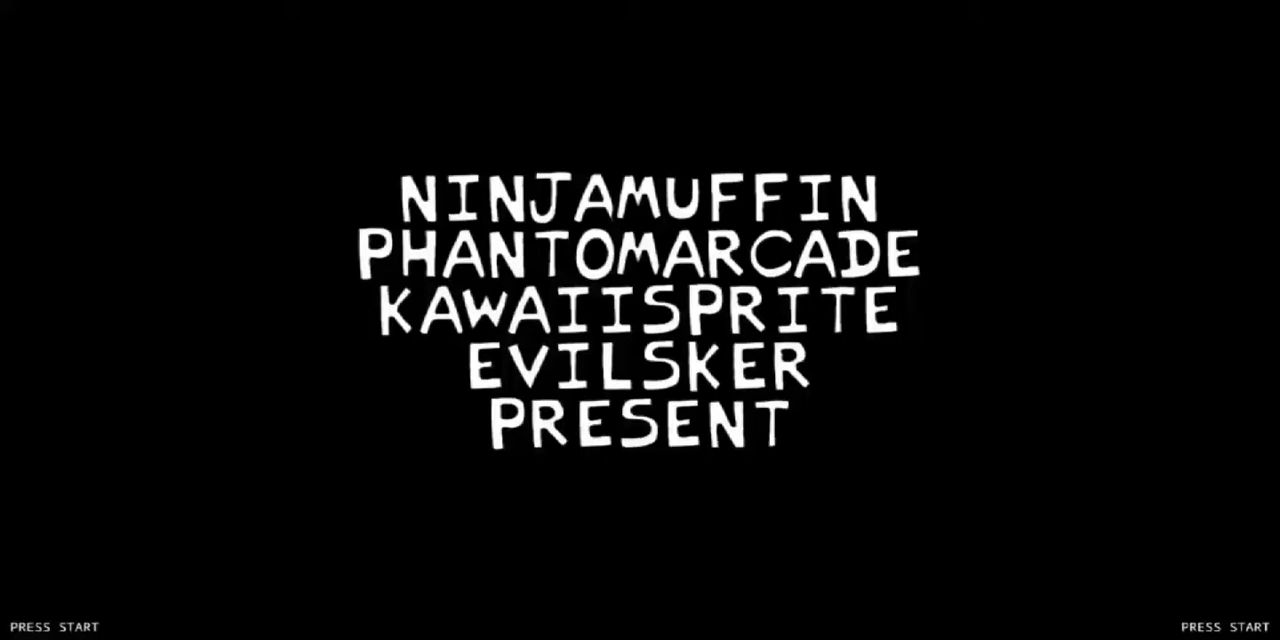 NINJAMUFFIN
PHANTOMARCADE
KAWAIISPRITE
EVILSKER
PRESENT
PRESS START
PRESS START